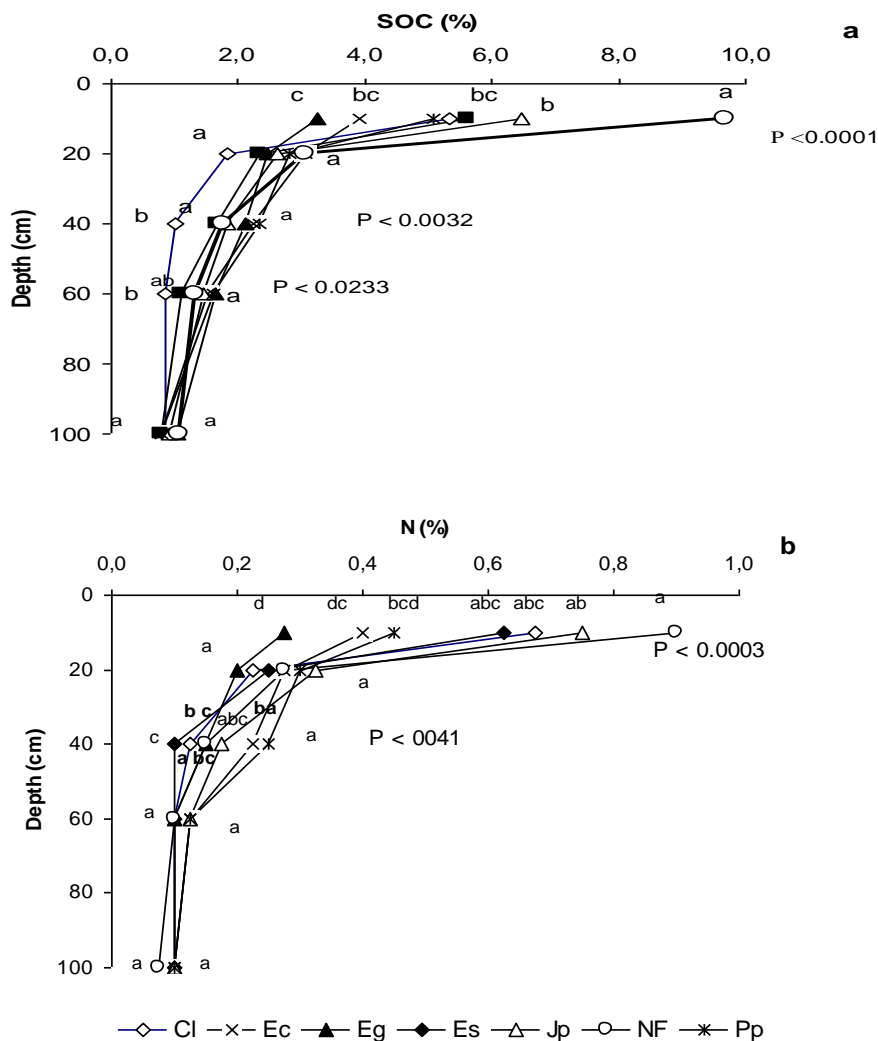 SOC (%)
a
0,0 2,0 4,0 6,0 8,0 10,0
0
c bc bc b a
P <0.0001
a
20
a
a
b
40
a
P < 0.0032
ab
b
60
a
P < 0.0233
80
a a
100
Depth (cm)
N (%)
b
0,0 0,2 0,4 0,6 0,8 1,0
0
d dc bcd abc abc ab a
a
P < 0.0003
20
a
b c abc ba
c
40
a bc
a
P < 0041
a
60
a
80
a a
100
Depth (cm)
Cl Ec Eg Es Jp NF Pp